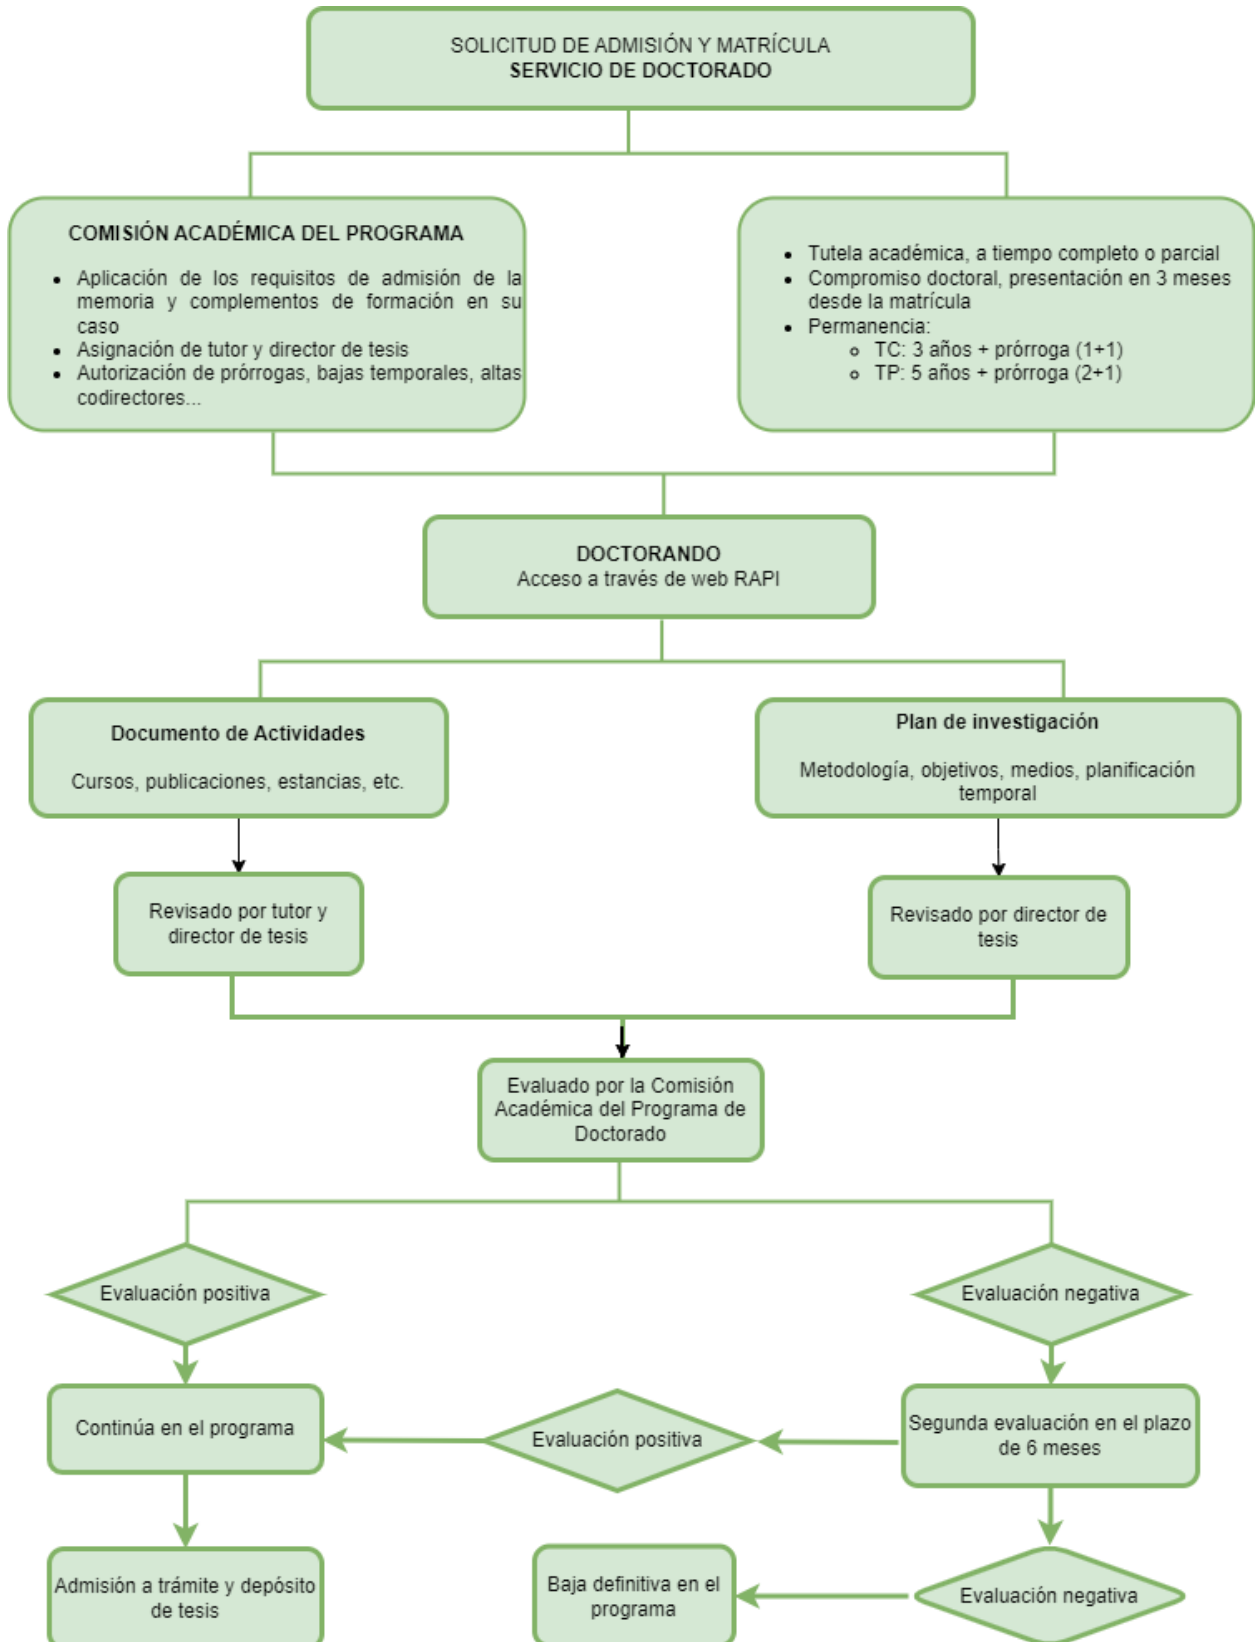 SOLICITUD DE ADMISIÓN Y MATRÍCULA
SERVICIO DE DOCTORADO
COMISIÓN ACADÉMICA DEL PROGRAMA
• Aplicación de los requisitos de admisión de la
memoria y complementos de formación en su
caso
• Asignación de tutor y director de tesis
• Autorización de prórrogas, bajas temporales, altas
codirectores...
• Tutela académica, a tiempo completo o parcial
• Compromiso doctoral, presentación en 3 meses
desde la matrícula
• Permanencia:
○ TC: 3 años + prórroga (1+1)
○ TP: 5 años + prórroga (2+1)
DOCTORANDO
Acceso a través de web RAPI
Documento de Actividades
Cursos, publicaciones, estancias, etc.
Plan de investigación
Metodología, objetivos, medios, planificación
temporal
Revisado por tutor y
director de tesis
Revisado por director de
tesis
Evaluado por la Comisión
Académica del Programa de
Doctorado
Evaluación positiva
Evaluación negativa
Continúa en el programa
Evaluación positiva
Segunda evaluación en el plazo
de 6 meses
Admisión a trámite y depósito
de tesis
Baja definitiva en el
programa
Evaluación negativa